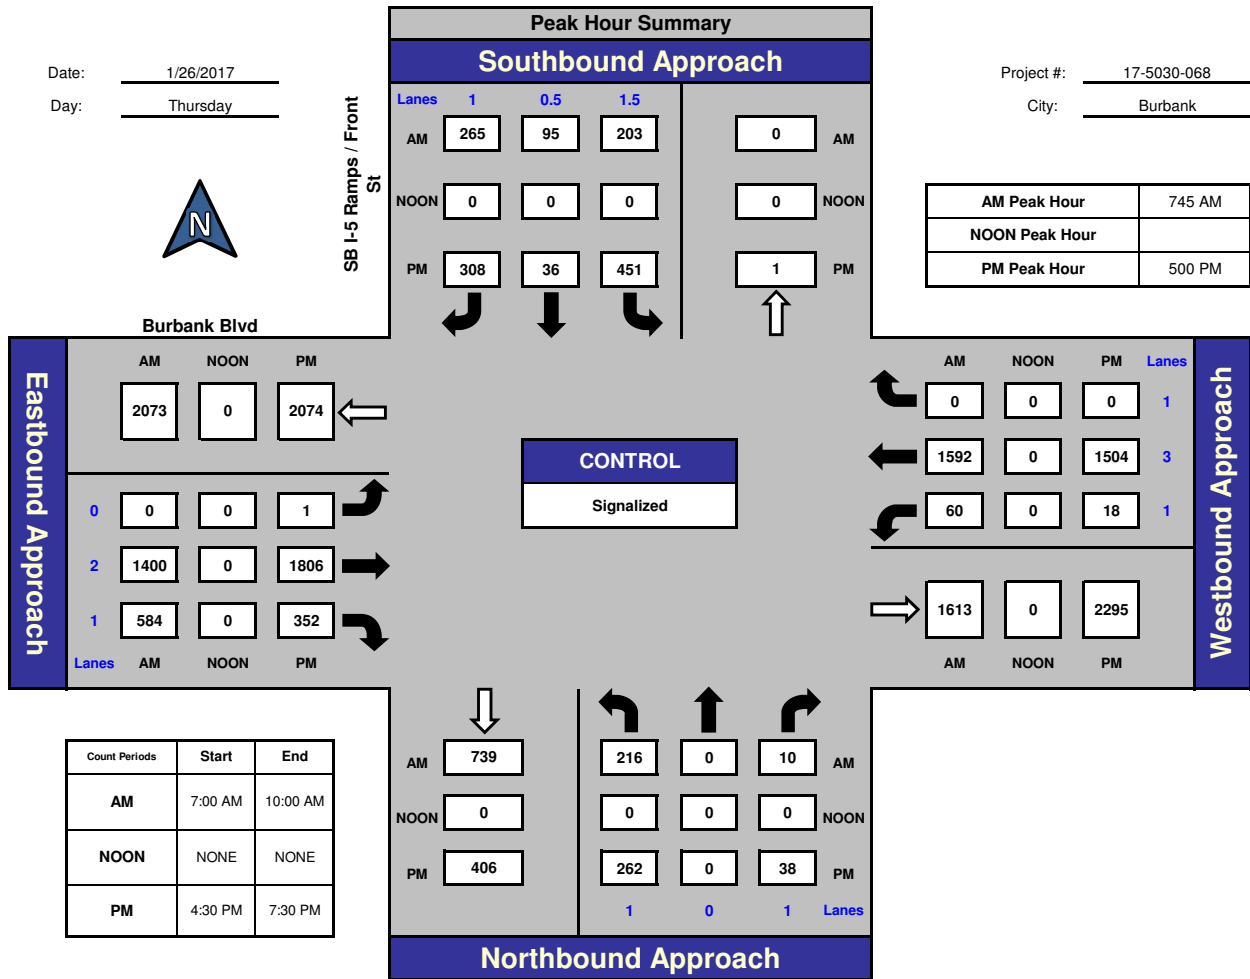 Peak Hour Summary
Southbound Approach
Date: 1/26/2017
Day: Thursday
Project #: 17-5030-068
City: Burbank
SB I-5 Ramps / Front
St
Lanes 1 0.5 1.5
AM 265 95 203 0 AM
NOON 0 0 0 0 NOON
PM 308 36 451 1 PM
N
AM Peak Hour 745 AM
NOON Peak Hour
PM Peak Hour 500 PM
Burbank Blvd
Eastbound Approach
AM NOON PM
2073 0 2074
0 0 0 1
2 1400 0 1806
1 584 0 352
Lanes AM NOON PM
CONTROL
Signalized
AM NOON PM Lanes
0 0 0 1
1592 0 1504 3
60 0 18 1
1613 0 2295
AM NOON PM
Westbound Approach
Count Periods Start End
AM 7:00 AM 10:00 AM
NOON NONE NONE
PM 4:30 PM 7:30 PM
AM 739 216 0 10 AM
NOON 0 0 0 0 NOON
PM 406 262 0 38 PM
1 0 1 Lanes
Northbound Approach